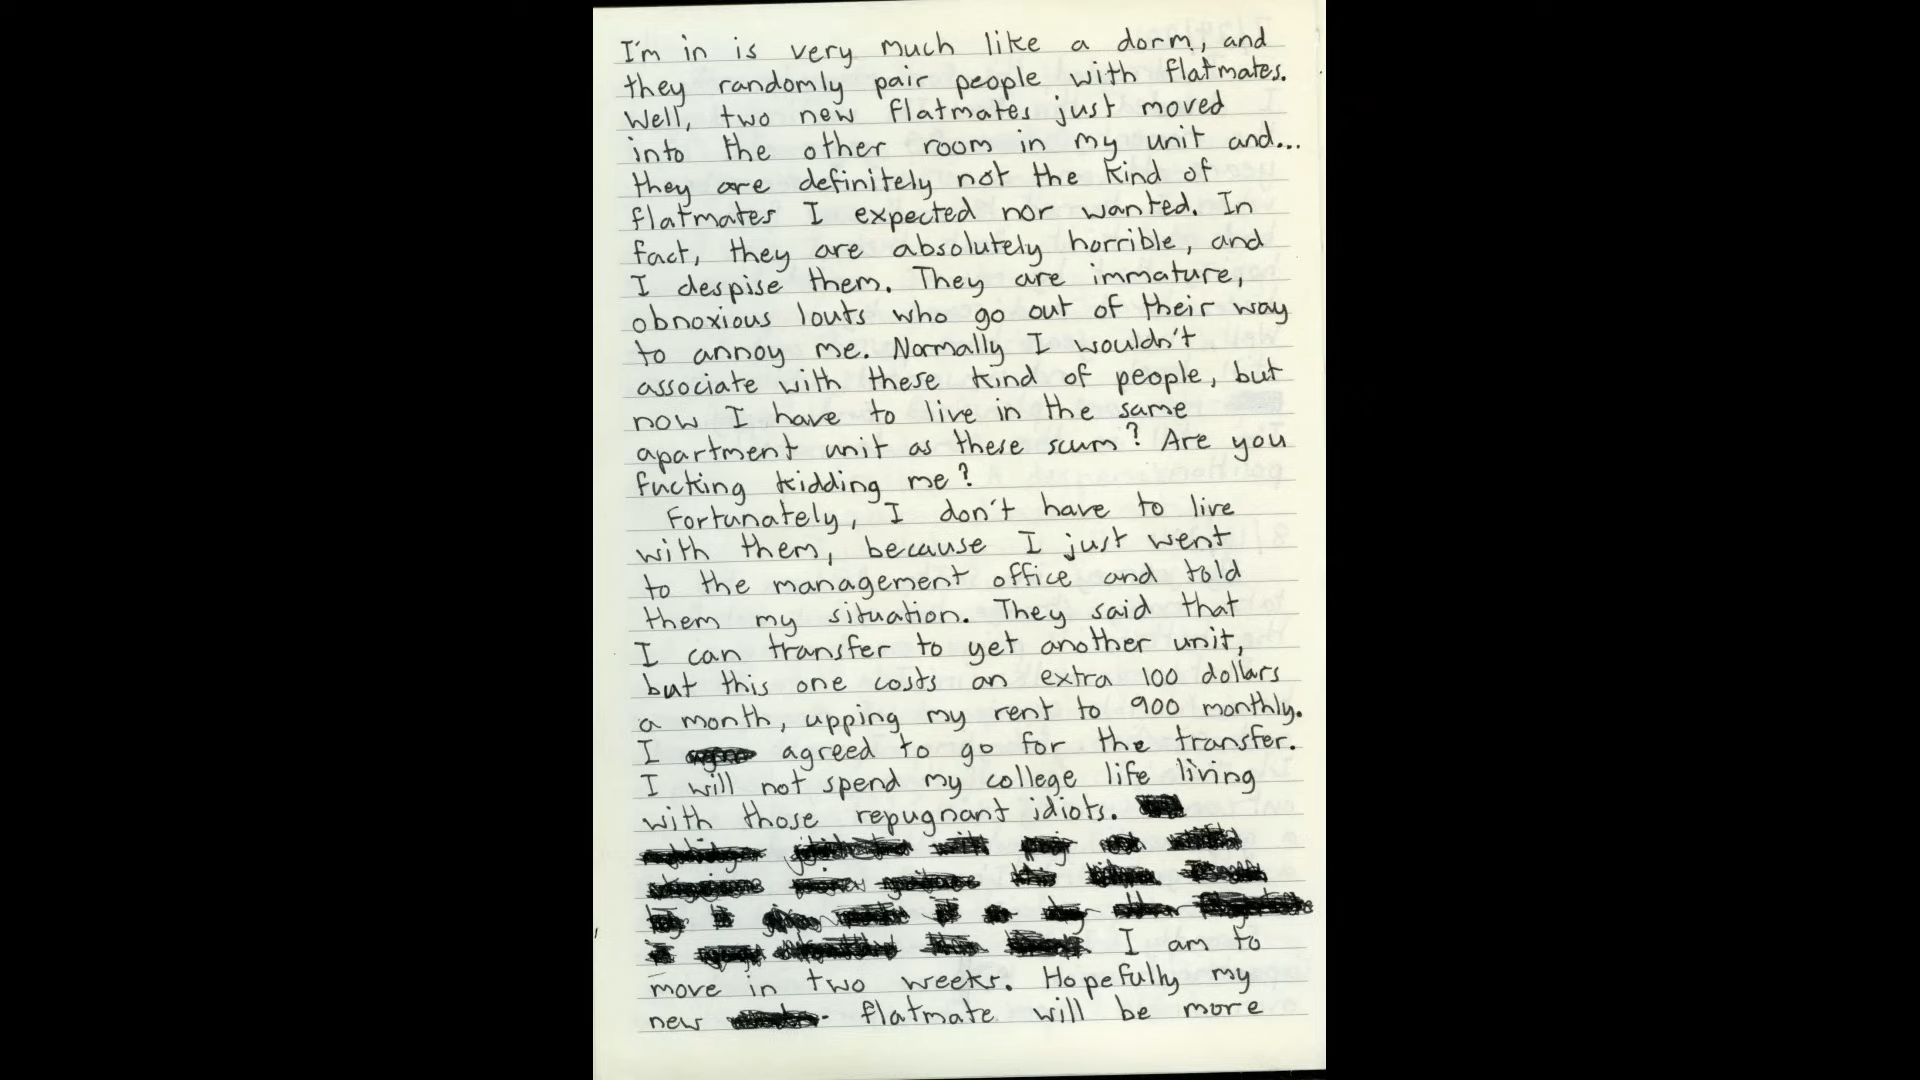 I'm in is very much like a dorm, and
they randomly pair people with flatmates.
Well, two new flatmates just moved
into the other room in my unit and...
they are definitely not the kind of
flatmates I expected nor wanted. In
fact, they are absolutely horrible, and
I despise them. They are immature,
obnoxious louts who go out of their way
to annoy me. Normally I wouldn't
associate with these kind of people, but
now I have to live in the same
apartment unit as these scum? Are you
fucking kidding me?
Fortunately, I don't have to live
with them, because I just went
to the management office and told
them my situation. They said that
I can transfer to yet another unit,
but this one costs an extra 100 dollars
a month, upping my rent to 900 monthly.
I agreed to go for the transfer.
I will not spend my college life living
with those repugnant idiots.
I am to
move in two weeks. Hopefully my
new flatmate will be more